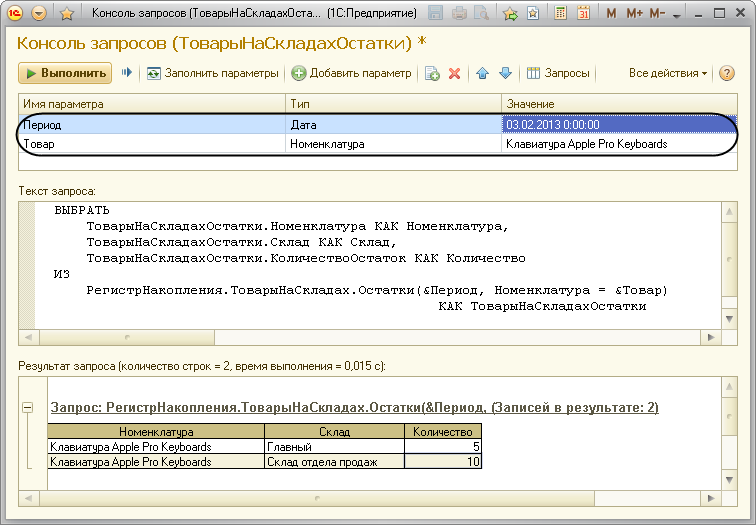 Консоль запросов (ТоварыНаСкладахОста... (1С:Предприятие)
M M+ M-
Консоль запросов (ТоварыНаСкладахОстатки) *
Выполнить Заполнить параметры Добавить параметр Запросы Все действия
Имя параметра Тип Значение
Период Дата 03.02.2013 0:00:00
Товар Номенклатура Клавиатура Apple Pro Keyboards
Текст запроса:
ВЫБРАТЬ
ТоварыНаСкладахОстатки.Номенклатура КАК Номенклатура,
ТоварыНаСкладахОстатки.Склад КАК Склад,
ТоварыНаСкладахОстатки.КоличествоОстаток КАК Количество
ИЗ
РегистрНакопления.ТоварыНаСкладах.Остатки(&Период, Номенклатура = &Товар)
КАК ТоварыНаСкладахОстатки
Результат запроса (количество строк = 2, время выполнения = 0,015 с):
Запрос: РегистрНакопления.ТоварыНаСкладах.Остатки(&Период, (Записей в результате: 2)
Номенклатура Склад Количество
Клавиатура Apple Pro Keyboards Главный 5
Клавиатура Apple Pro Keyboards Склад отдела продаж 10